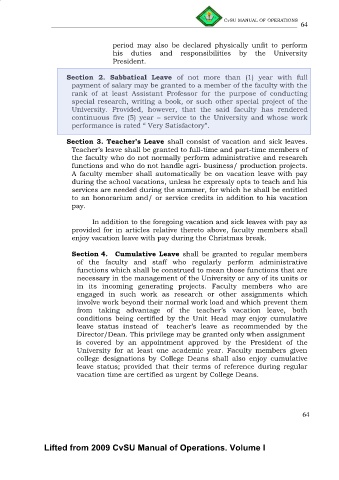 CvSU MANUAL OF OPERATIONS
64
period may also be declared physically unfit to perform
his duties and responsibilities by the University
President.
Section 2. Sabbatical Leave of not more than (1) year with full
payment of salary may be granted to a member of the faculty with the
rank of at least Assistant Professor for the purpose of conducting
special research, writing a book, or such other special project of the
University. Provided, however, that the said faculty has rendered
continuous five (5) year – service to the University and whose work
performance is rated “ Very Satisfactory”.
Section 3. Teacher's Leave shall consist of vacation and sick leaves.
Teacher's leave shall be granted to full-time and part-time members of
the faculty who do not normally perform administrative and research
functions and who do not handle agri- business/ production projects.
A faculty member shall automatically be on vacation leave with pay
during the school vacations, unless he expressly opts to teach and his
services are needed during the summer, for which he shall be entitled
to an honorarium and/ or service credits in addition to his vacation
pay.
In addition to the foregoing vacation and sick leaves with pay as
provided for in articles relative thereto above, faculty members shall
enjoy vacation leave with pay during the Christmas break.
Section 4. Cumulative Leave shall be granted to regular members
of the faculty and staff who regularly perform administrative
functions which shall be construed to mean those functions that are
necessary in the management of the University or any of its units or
in its incoming generating projects. Faculty members who are
engaged in such work as research or other assignments which
involve work beyond their normal work load and which prevent them
from taking advantage of the teacher's vacation leave, both
conditions being certified by the Unit Head may enjoy cumulative
leave status instead of teacher's leave as recommended by the
Director/Dean. This privilege may be granted only when assignment
is covered by an appointment approved by the President of the
University for at least one academic year. Faculty members given
college designations by College Deans shall also enjoy cumulative
leave status; provided that their terms of reference during regular
vacation time are certified as urgent by College Deans.
64
Lifted from 2009 CvSU Manual of Operations. Volume I